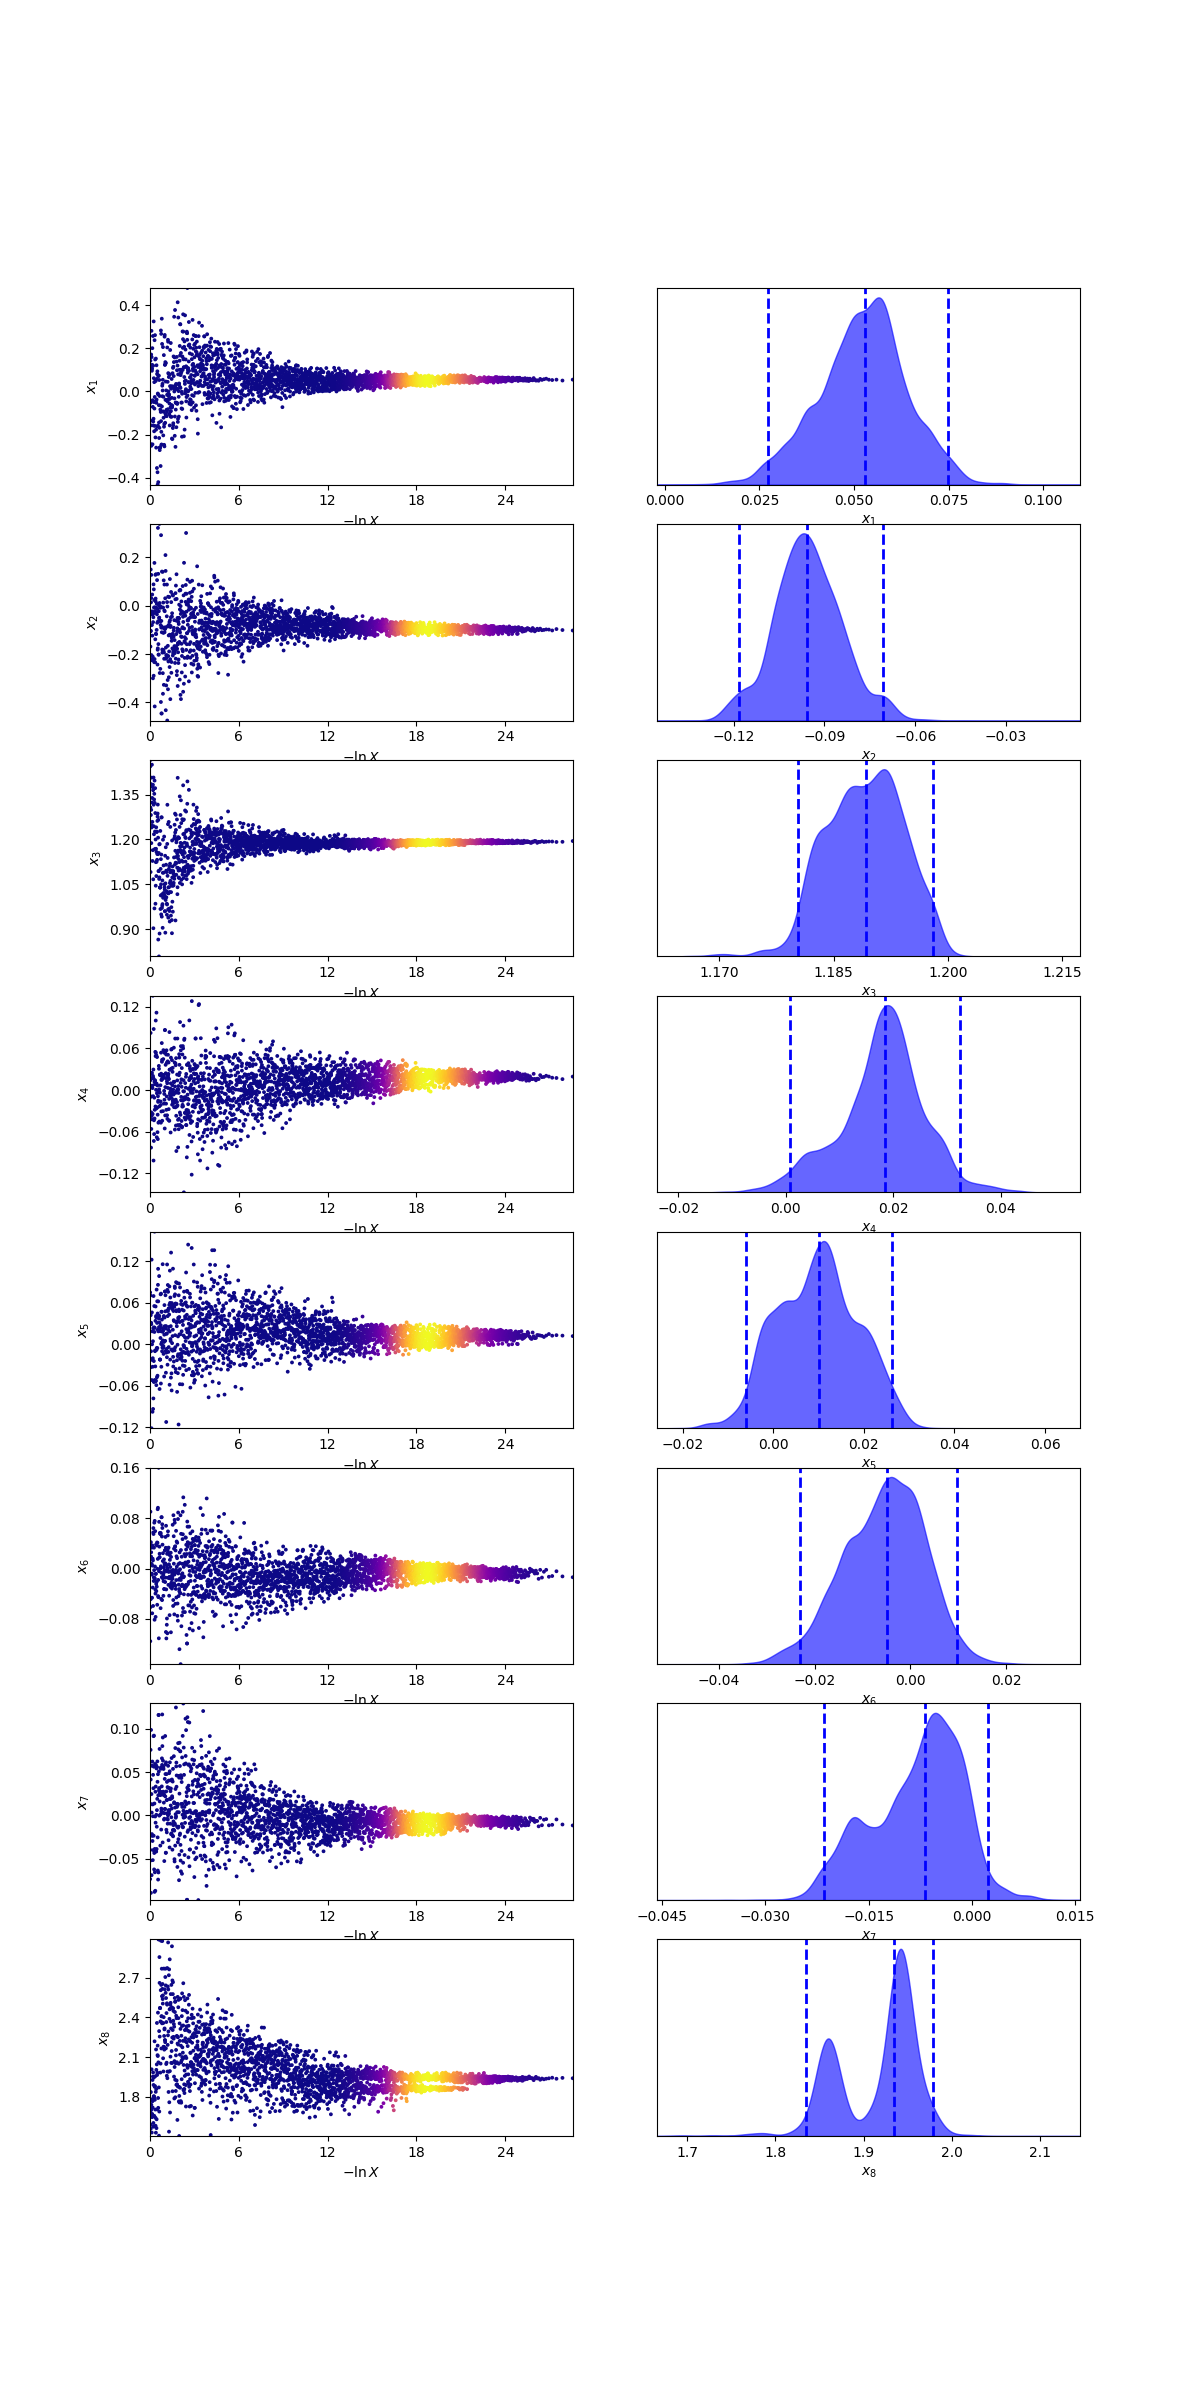 0.4
0.2
0.0
−0.2
−0.4
x₁
0 6 12 18 24
−ln X
0.000 0.025 0.050 0.075 0.100
x₁
0.2
0.0
−0.2
−0.4
x₂
0 6 12 18 24
−ln X
−0.12 −0.09 −0.06 −0.03
x₂
1.35
1.20
1.05
0.90
x₃
0 6 12 18 24
−ln X
1.170 1.185 1.200 1.215
x₃
0.12
0.06
0.00
−0.06
−0.12
x₄
0 6 12 18 24
−ln X
−0.02 0.00 0.02 0.04
x₄
0.12
0.06
0.00
−0.06
−0.12
x₅
0 6 12 18 24
−ln X
−0.02 0.00 0.02 0.04 0.06
x₅
0.16
0.08
0.00
−0.08
x₆
0 6 12 18 24
−ln X
−0.04 −0.02 0.00 0.02
x₆
0.10
0.05
0.00
−0.05
x₇
0 6 12 18 24
−ln X
−0.045 −0.030 −0.015 0.000 0.015
x₇
2.7
2.4
2.1
1.8
x₈
0 6 12 18 24
−ln X
1.7 1.8 1.9 2.0 2.1
x₈